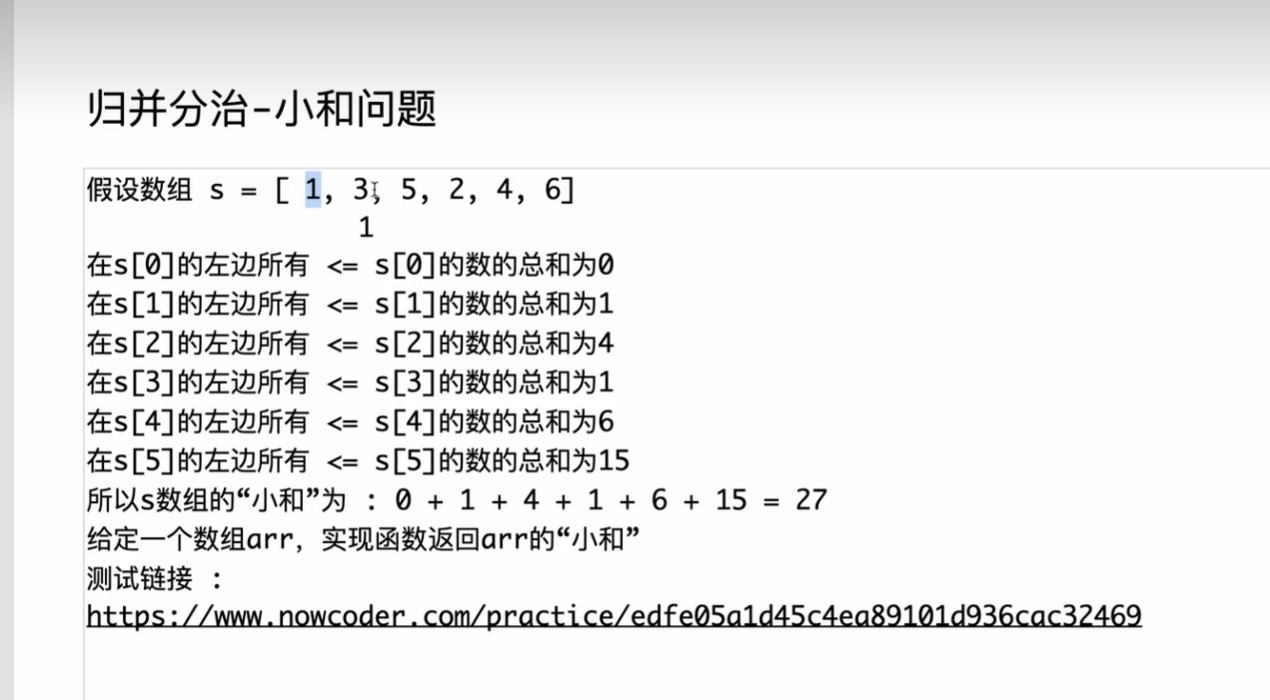 归并分治-小和问题
假设数组 s = [ 1, 3, 5, 2, 4, 6]
1
在s[0]的左边所有 <= s[0]的数的总和为0
在s[1]的左边所有 <= s[1]的数的总和为1
在s[2]的左边所有 <= s[2]的数的总和为4
在s[3]的左边所有 <= s[3]的数的总和为1
在s[4]的左边所有 <= s[4]的数的总和为6
在s[5]的左边所有 <= s[5]的数的总和为15
所以s数组的“小和”为 : 0 + 1 + 4 + 1 + 6 + 15 = 27
给定一个数组arr, 实现函数返回arr的“小和”
测试链接 :
https://www.nowcoder.com/practice/edfe05a1d45c4ea89101d936cac32469